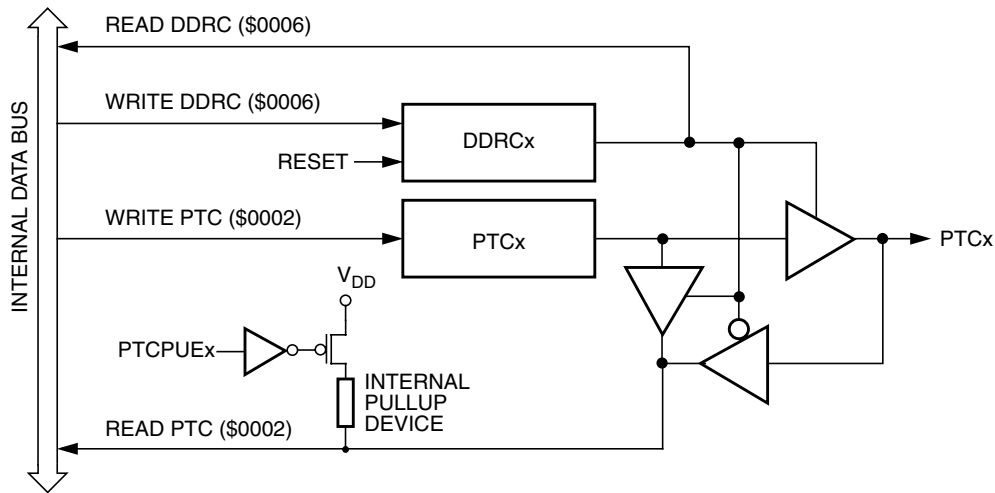 READ DDRC ($0006)
WRITE DDRC ($0006)
DDRCx
RESET
INTERNAL DATA BUS
WRITE PTC ($0002)
PTCx
PTCx
VDD
PTCPUEx
INTERNAL
PULLUP
DEVICE
READ PTC ($0002)